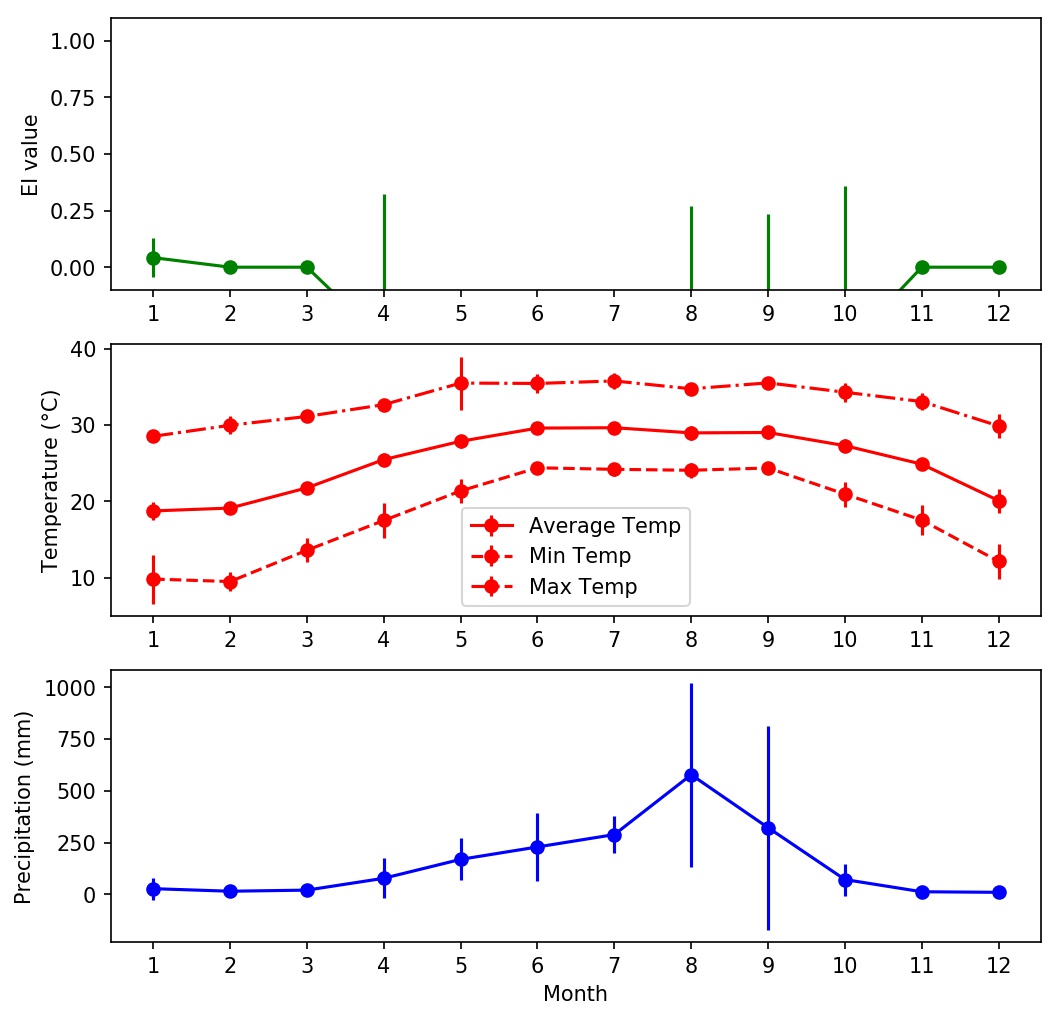 EI value
1.00
0.75
0.50
0.25
0.00
1 2 3 4 5 6 7 8 9 10 11 12
Temperature (°C)
40
30
20
10
Average Temp
Min Temp
Max Temp
1 2 3 4 5 6 7 8 9 10 11 12
Precipitation (mm)
1000
750
500
250
0
1 2 3 4 5 6 7 8 9 10 11 12
Month